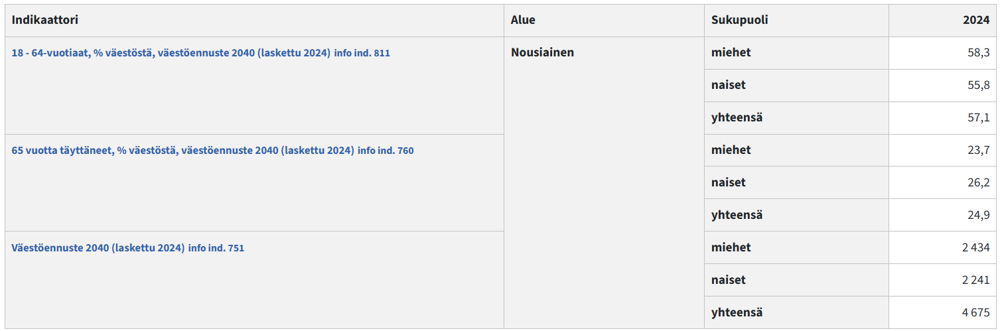 Indikaattori Alue Sukupuoli 2024
18 - 64-vuotiaat, % väestöstä, väestöennuste 2040 (laskettu 2024) info ind. 811 Nousiainen miehet 58,3
naiset 55,8
yhteensä 57,1
65 vuotta täyttäneet, % väestöstä, väestöennuste 2040 (laskettu 2024) info ind. 760 miehet 23,7
naiset 26,2
yhteensä 24,9
Väestöennuste 2040 (laskettu 2024) info ind. 751 miehet 2 434
naiset 2 241
yhteensä 4 675